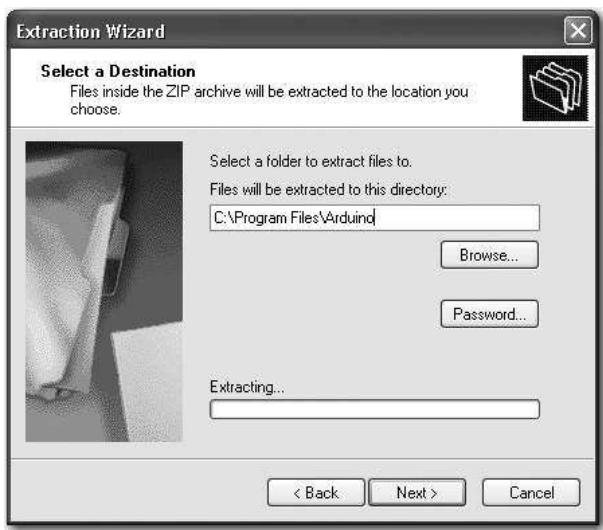 Extraction Wizard
Select a Destination
Files inside the ZIP archive will be extracted to the location you
choose.
Select a folder to extract files to.
Files will be extracted to this directory:
C:\Program Files\Arduino
Browse...
Password...
Extracting...
< Back
Next >
Cancel